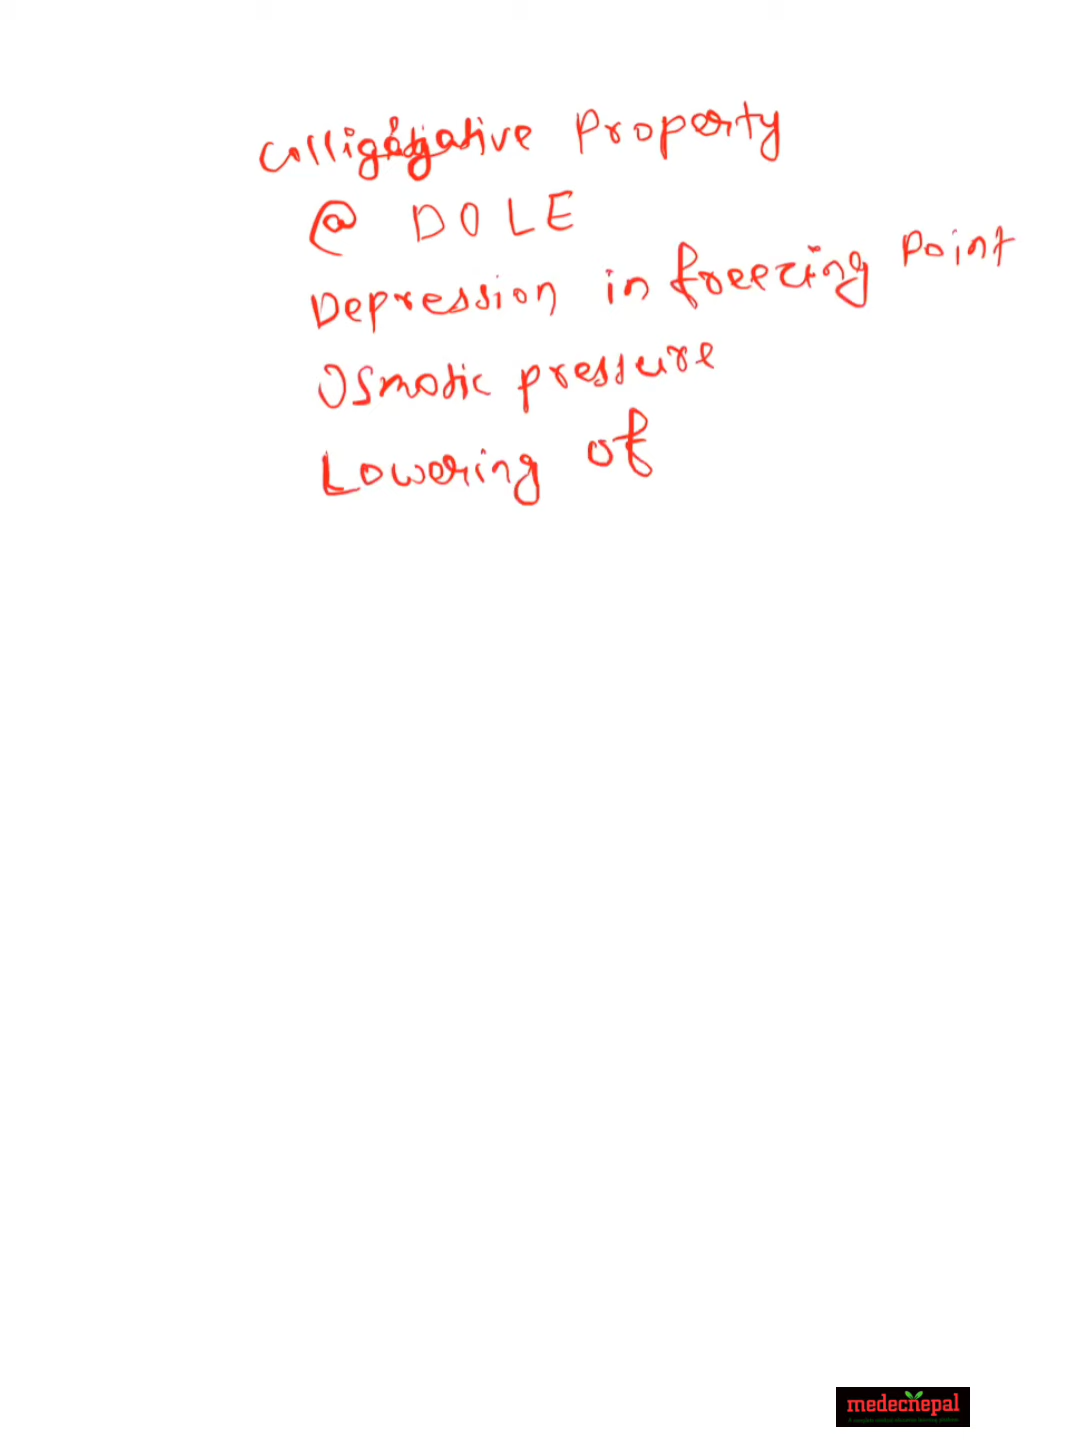 Colligative Property
@ DOLE
Depression in freezing point
Osmotic pressure
Lowering of
medecnepal